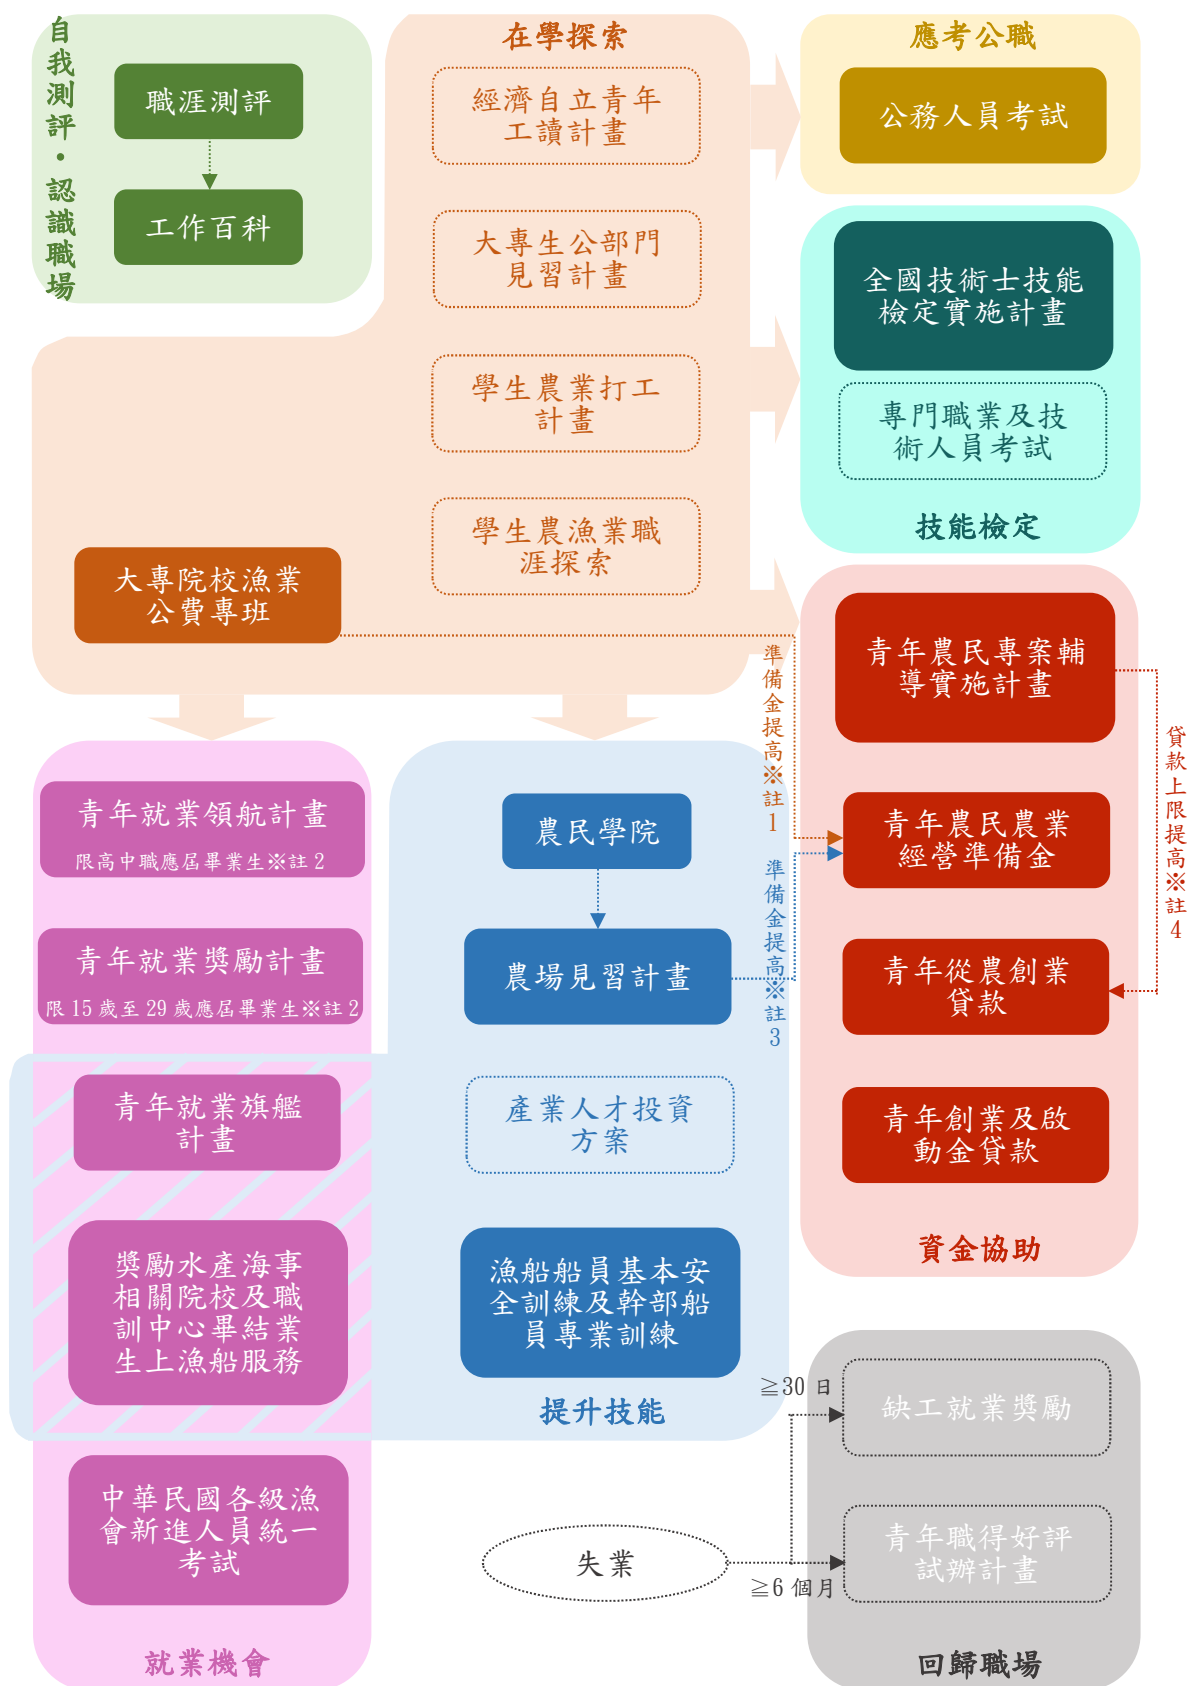 自我測評・認識職場
職涯測評
工作百科
在學探索
經濟自立青年
工讀計畫
大專生公部門
見習計畫
學生農業打工
計畫
學生農漁業職
涯探索
大專院校漁業
公費專班
應考公職
公務人員考試
全國技術士技能
檢定實施計畫
專門職業及技
術人員考試
技能檢定
青年農民專案輔
導實施計畫
青年農民農業
經營準備金
青年從農創業
貸款
青年創業及啟
動金貸款
資金協助
準備金提高※註1
準備金提高※註3
貸款上限提高※註4
青年就業領航計畫
限高中職應屆畢業生※註 2
青年就業獎勵計畫
限 15 歲至 29 歲應屆畢業生※註 2
青年就業旗艦
計畫
獎勵水產海事
相關院校及職
訓中心畢結業
生上漁船服務
中華民國各級漁
會新進人員統一
考試
就業機會
農民學院
農場見習計畫
產業人才投資
方案
漁船船員基本安
全訓練及幹部船
員專業訓練
提升技能
失業
≧30 日
≧6 個月
缺工就業獎勵
青年職得好評
試辦計畫
回歸職場